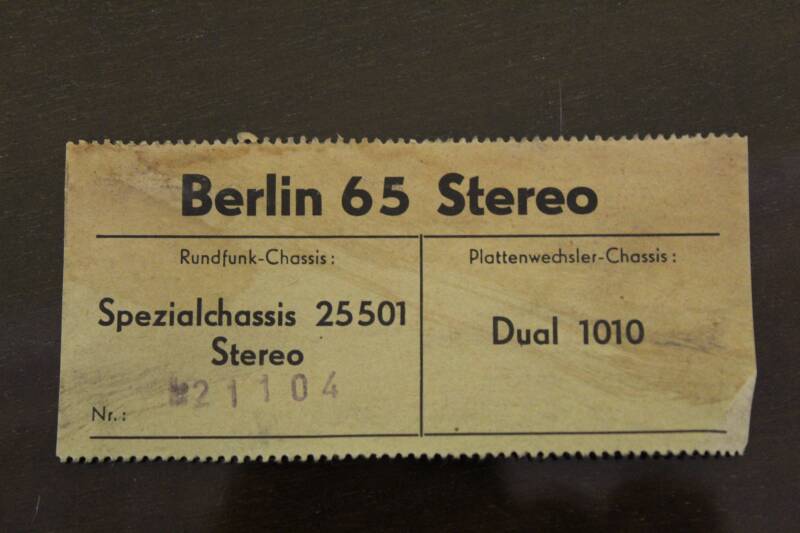 Berlin 65 Stereo
Rundfunk-Chassis:
Spezialchassis 25501
Stereo
21104
Nr.:
Plattenwechsler-Chassis:
Dual 1010